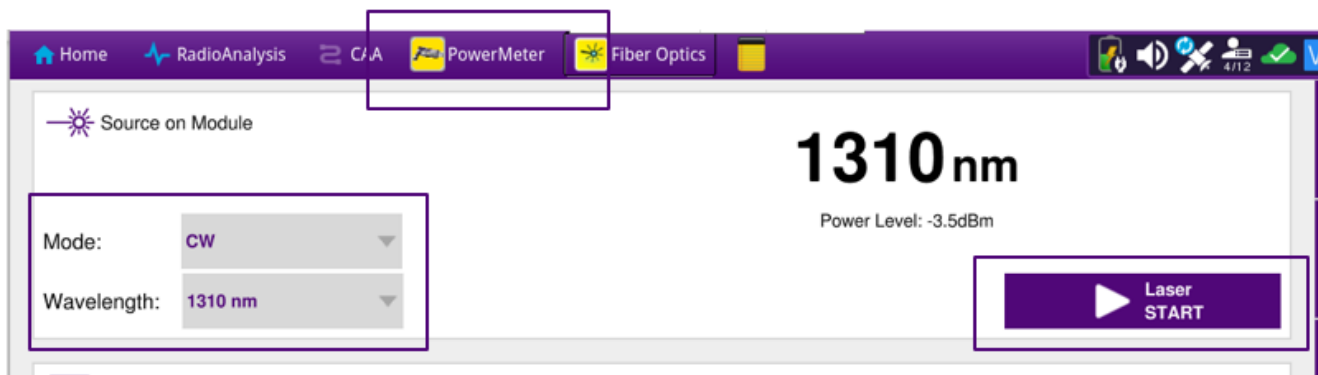 Home RadioAnalysis CAA PowerMeter Fiber Optics
4/12
Source on Module
1310 nm
Power Level: -3.5dBm
Mode: CW
Wavelength: 1310 nm
Laser
START